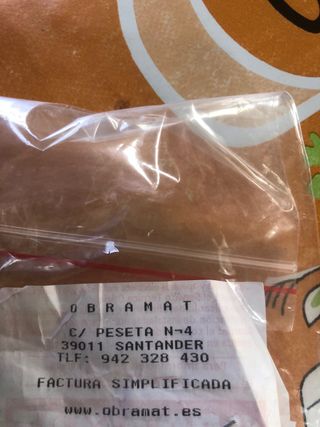 OBRAMAT
C/ PESETA N¬4
39011 SANTANDER
TLF: 942 328 430
FACTURA SIMPLIFICADA
www.obramat.es